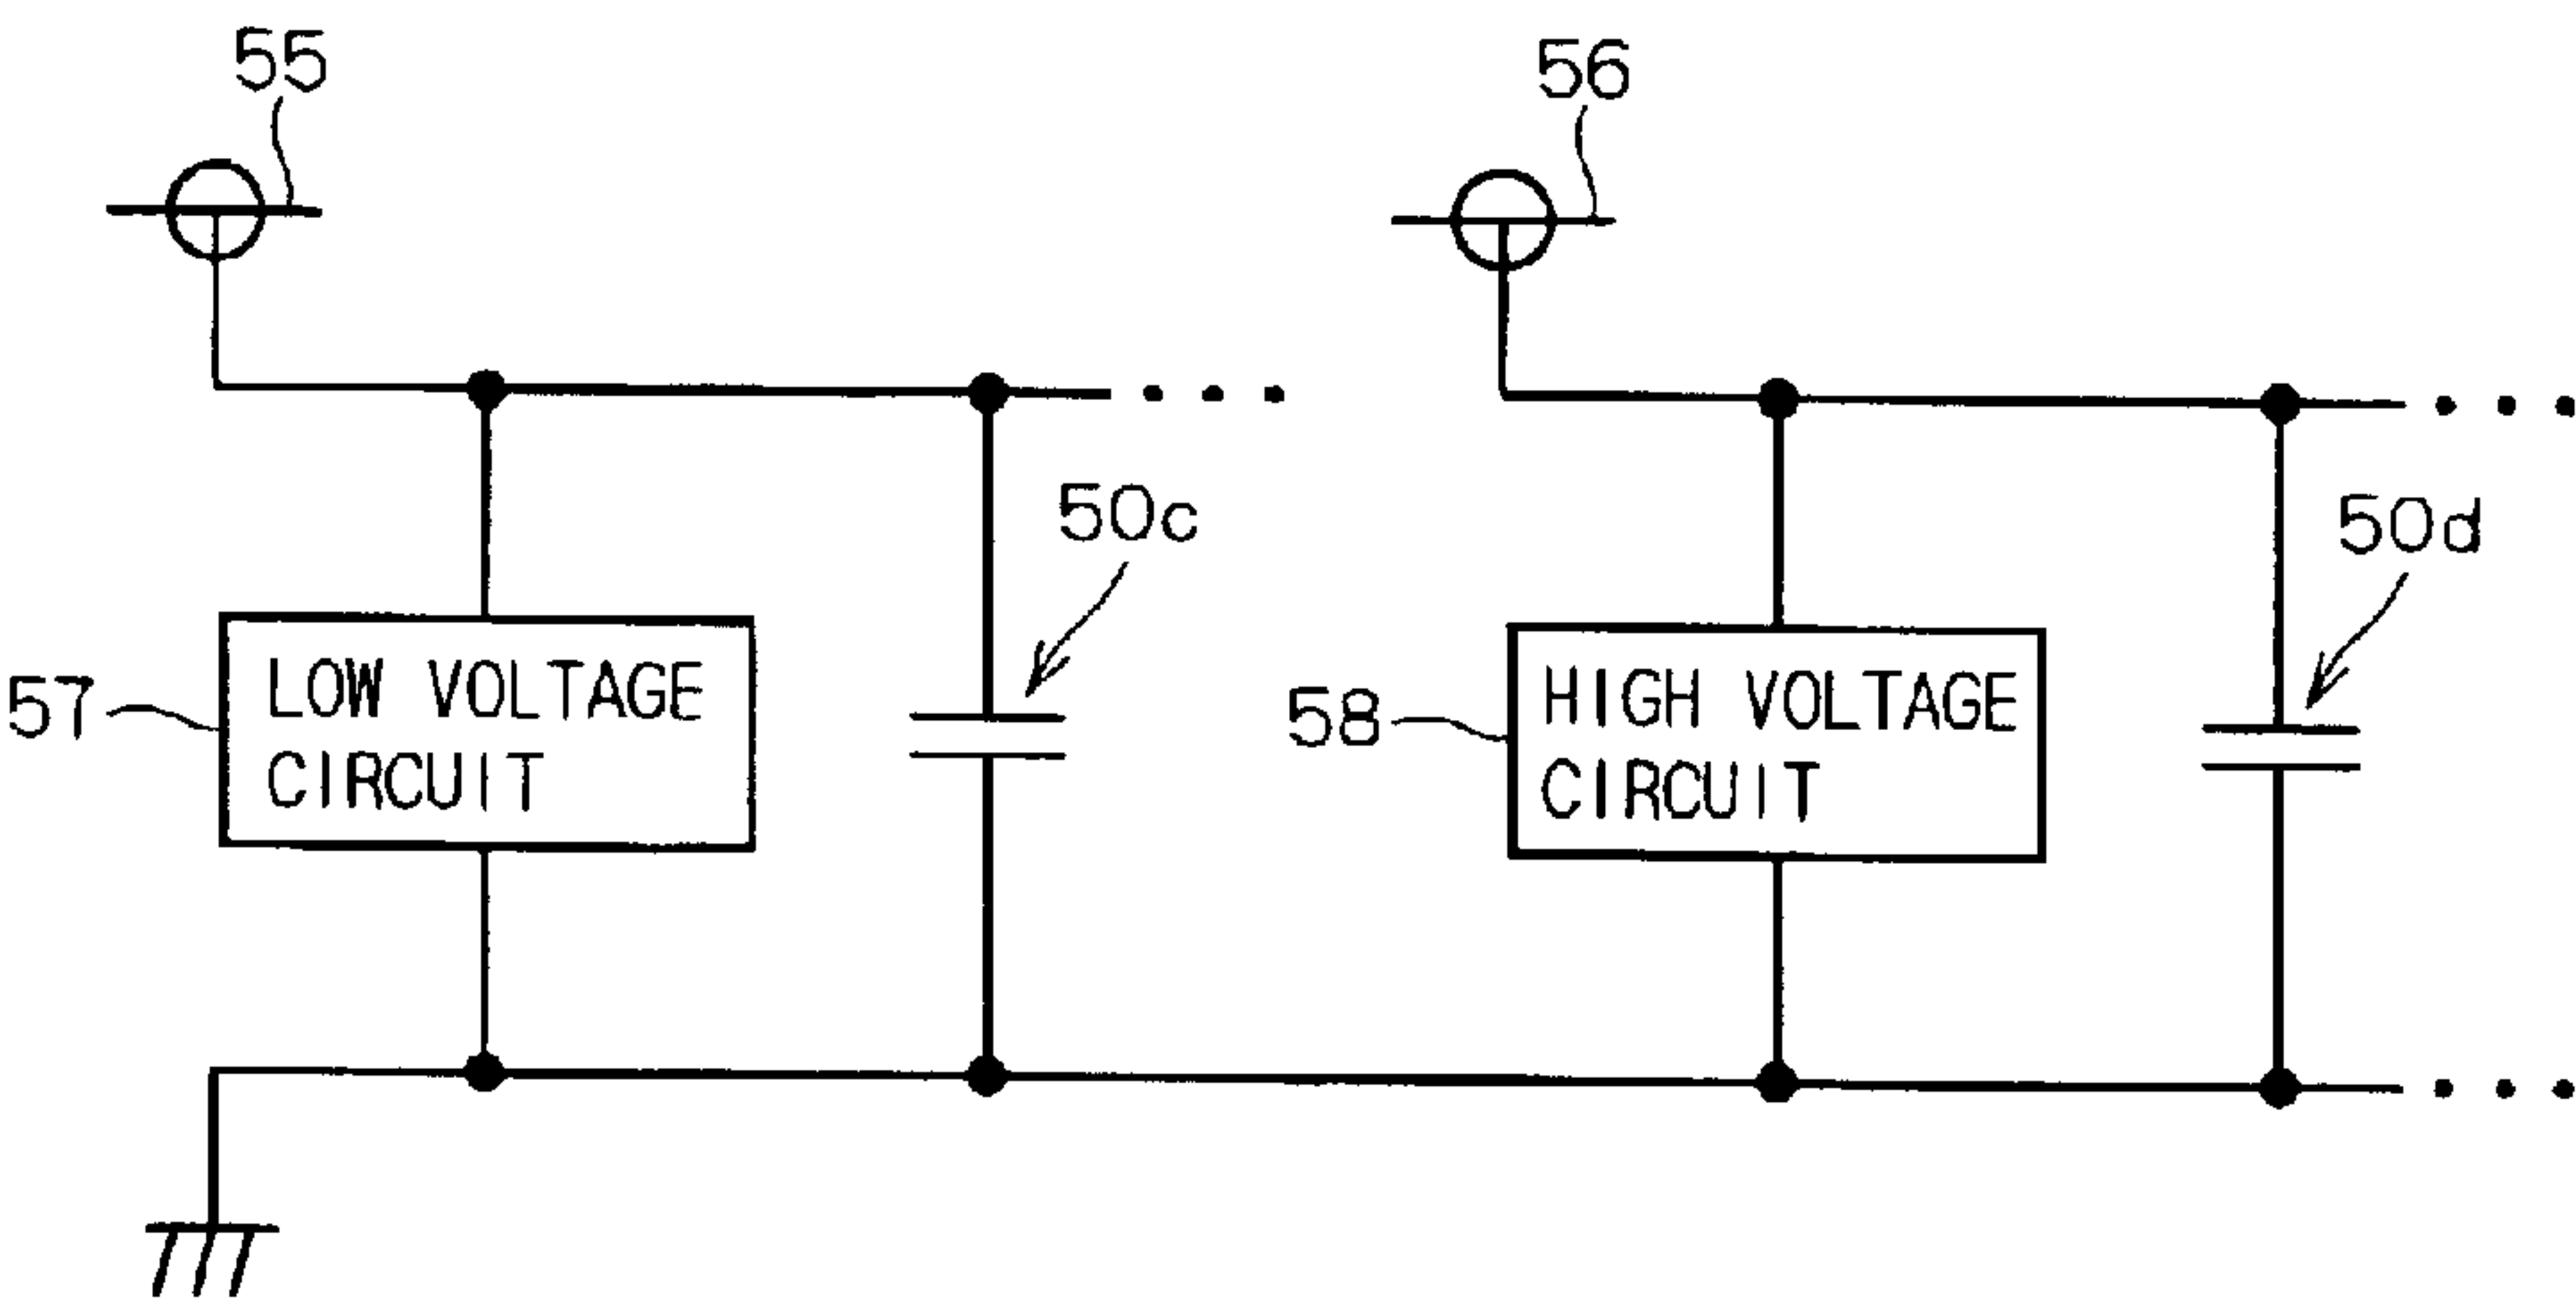 55
56
50c
50d
57
LOW VOLTAGE
CIRCUIT
58
HIGH VOLTAGE
CIRCUIT